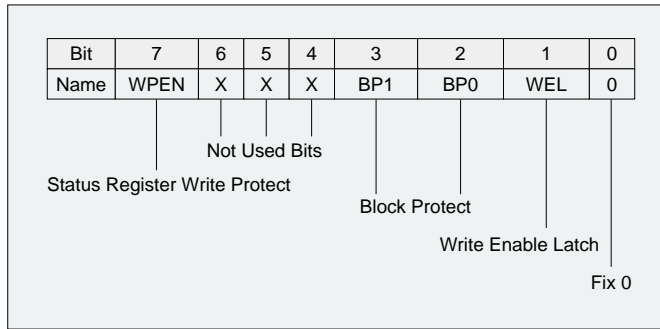 Bit 7 6 5 4 3 2 1 0
Name WPEN X X X BP1 BP0 WEL 0
Not Used Bits
Status Register Write Protect
Block Protect
Write Enable Latch
Fix 0